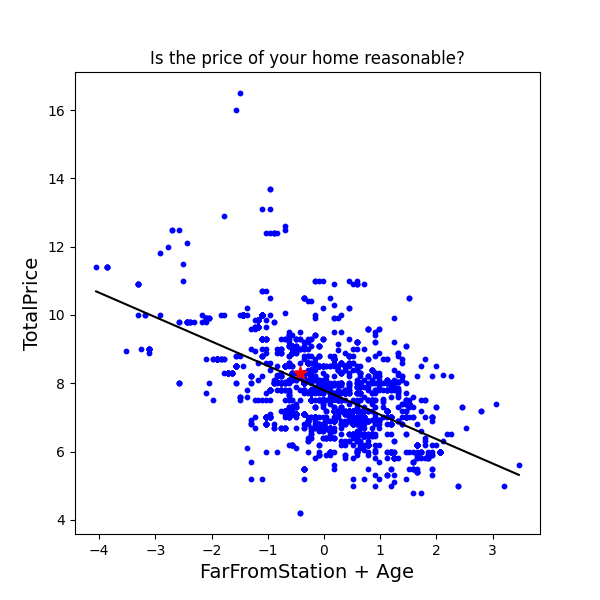 Is the price of your home reasonable?
TotalPrice
16
14
12
10
8
6
4
−4 −3 −2 −1 0 1 2 3
FarFromStation + Age